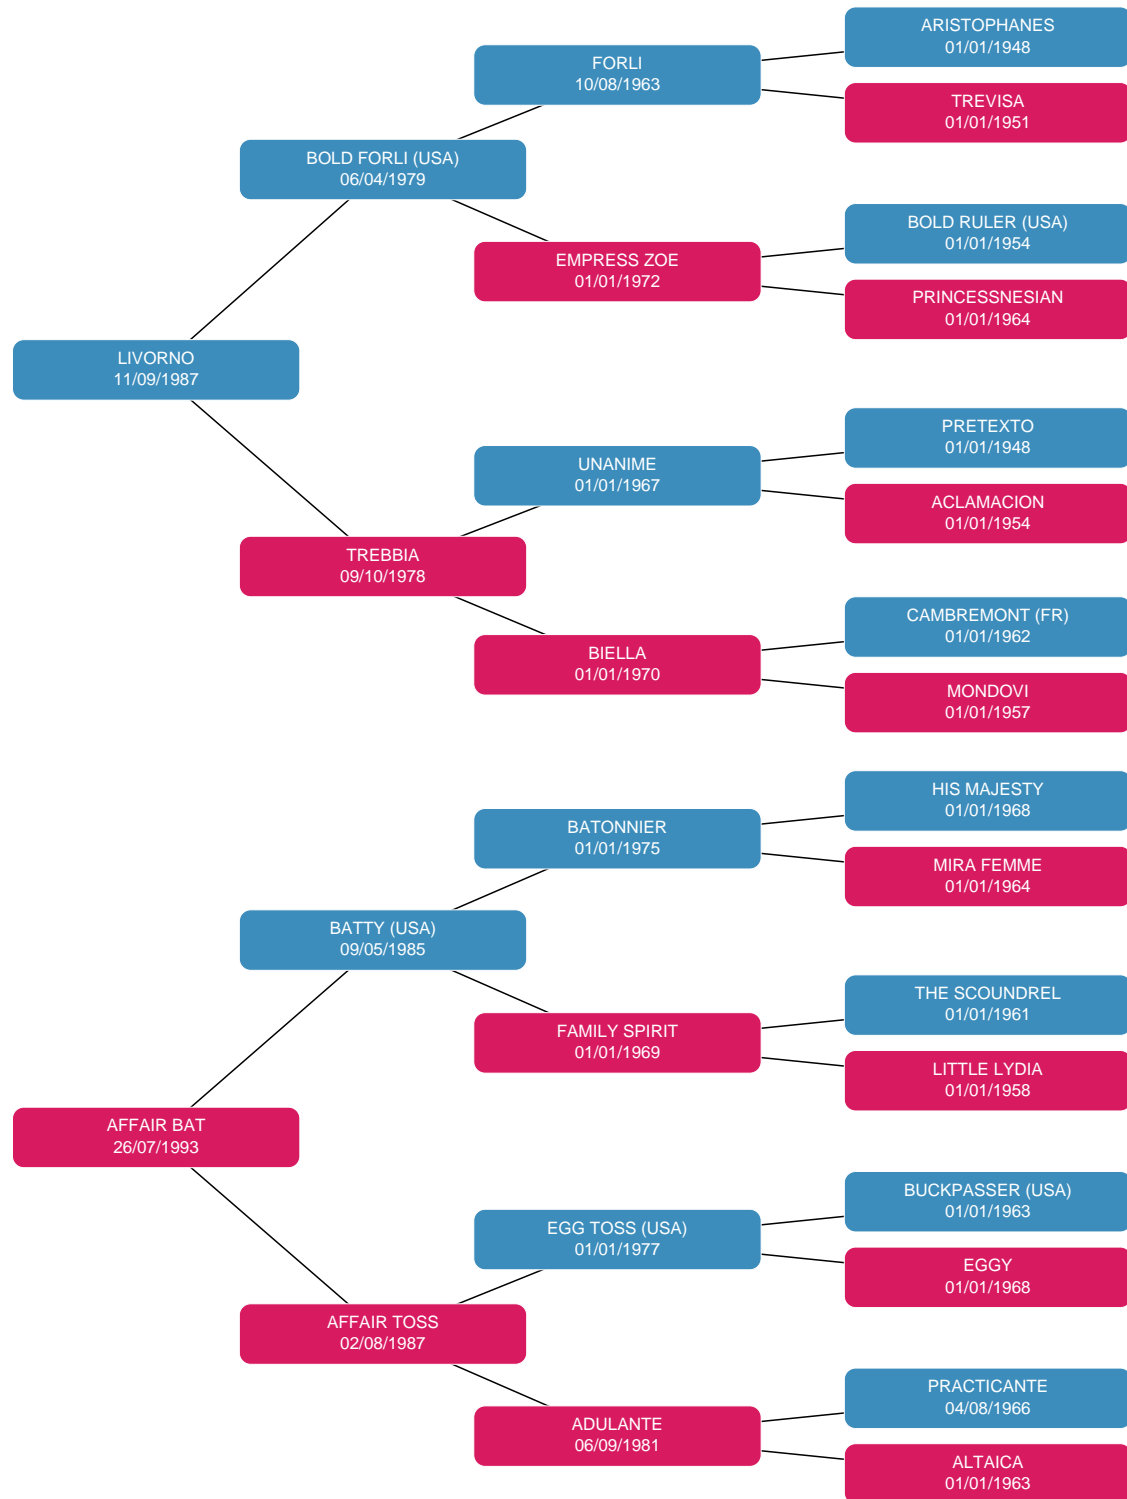 ARISTOPHANES
01/01/1948
FORLI
10/08/1963
TREVISA
01/01/1951
BOLD FORLI (USA)
06/04/1979
BOLD RULER (USA)
01/01/1954
EMPRESS ZOE
01/01/1972
PRINCESSNESIAN
01/01/1964
LIVORNO
11/09/1987
PRETEXTO
01/01/1948
UNANIME
01/01/1967
ACLAMACION
01/01/1954
TREBBIA
09/10/1978
CAMBREMONT (FR)
01/01/1962
BIELLA
01/01/1970
MONDOVI
01/01/1957
HIS MAJESTY
01/01/1968
BATONNIER
01/01/1975
MIRA FEMME
01/01/1964
BATTY (USA)
09/05/1985
THE SCOUNDREL
01/01/1961
FAMILY SPIRIT
01/01/1969
LITTLE LYDIA
01/01/1958
AFFAIR BAT
26/07/1993
BUCKPASSER (USA)
01/01/1963
EGG TOSS (USA)
01/01/1977
EGGY
01/01/1968
AFFAIR TOSS
02/08/1987
PRACTICANTE
04/08/1966
ADULANTE
06/09/1981
ALTAICA
01/01/1963